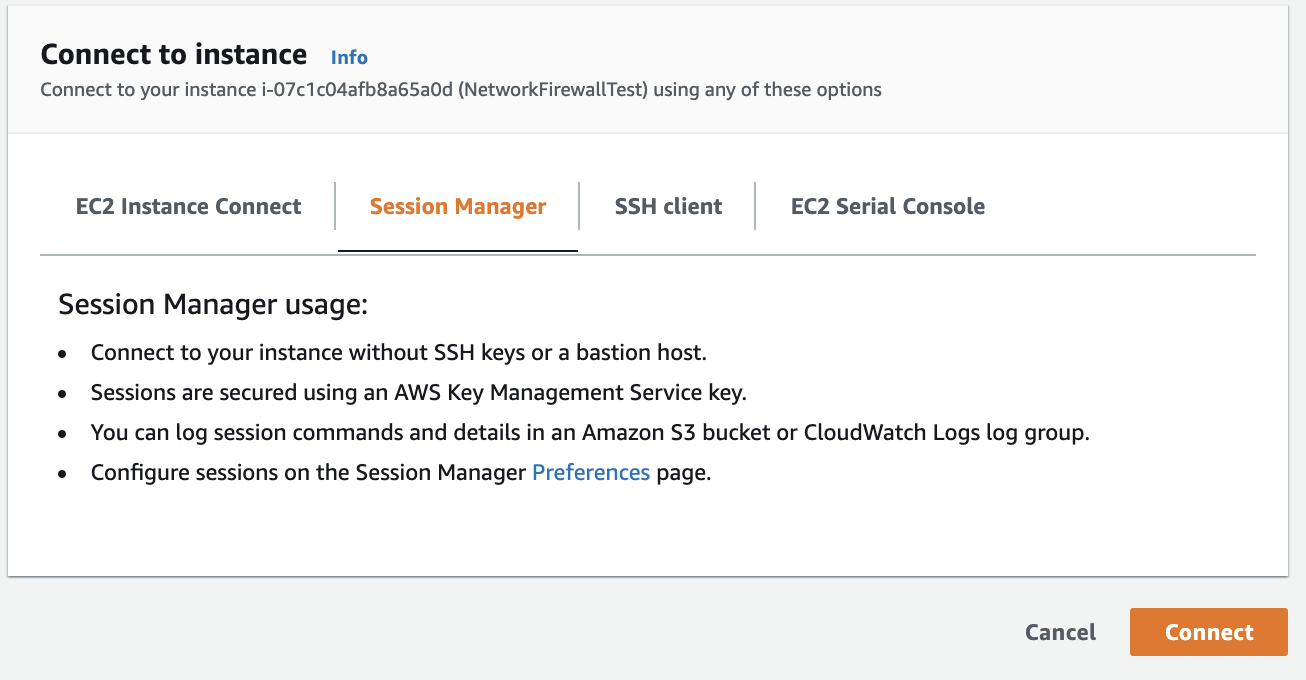 Connect to instance Info
Connect to your instance i-07c1c04afb8a65a0d (NetworkFirewallTest) using any of these options
EC2 Instance Connect Session Manager SSH client EC2 Serial Console
Session Manager usage:
• Connect to your instance without SSH keys or a bastion host.
• Sessions are secured using an AWS Key Management Service key.
• You can log session commands and details in an Amazon S3 bucket or CloudWatch Logs log group.
• Configure sessions on the Session Manager Preferences page.
Cancel Connect